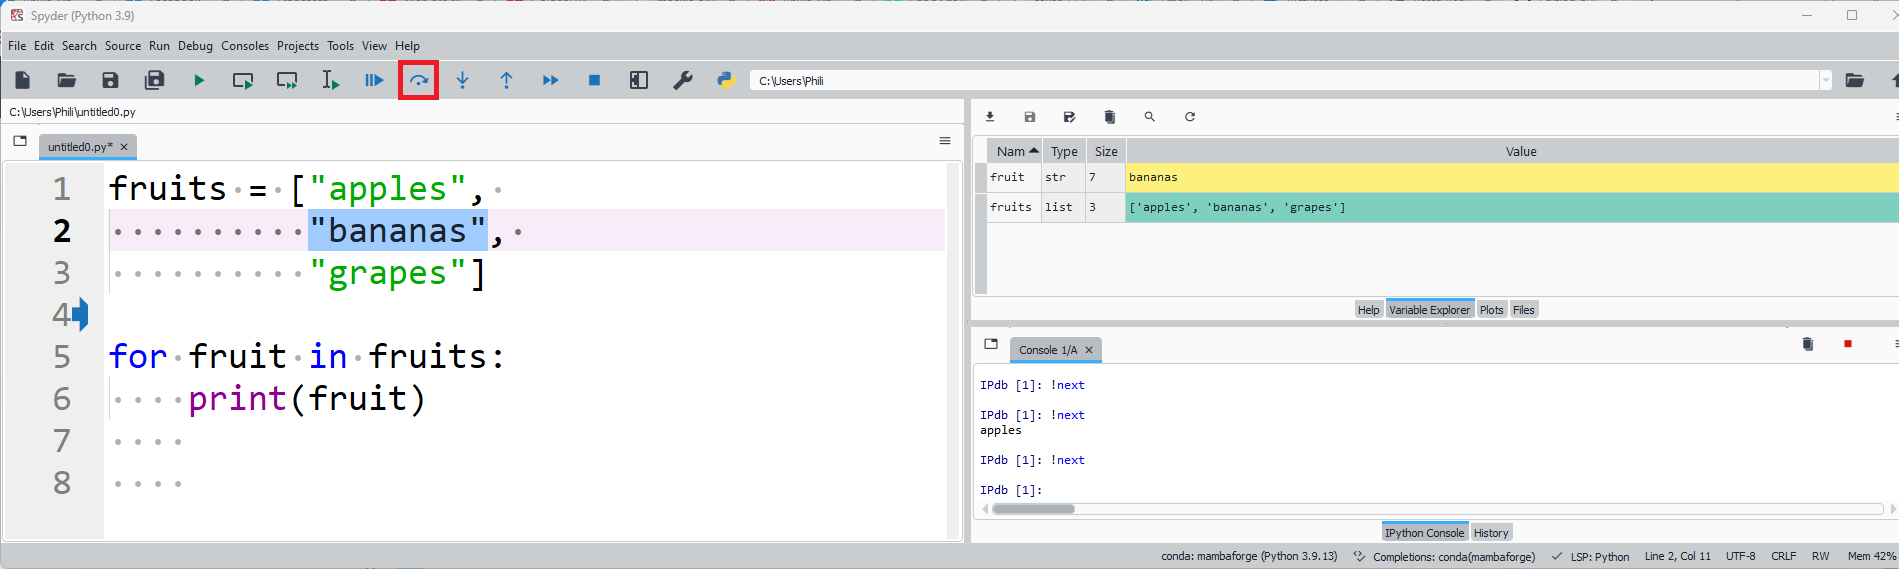 Spyder (Python 3.9)
File Edit Search Source Run Debug Consoles Projects Tools View Help
C:\Users\Phili
C:\Users\Phili\untitled0.py
untitled0.py*
1 fruits = ["apples",
2 "bananas",
3 "grapes"]
4
5 for fruit in fruits:
6 print(fruit)
7
8
Nam Type Size Value
fruit str 7 bananas
fruits list 3 ['apples', 'bananas', 'grapes']
Help Variable Explorer Plots Files
Console 1/A
IPdb [1]: !next
IPdb [1]: !next
apples
IPdb [1]: !next
IPdb [1]:
IPython Console History
conda: mambaforge (Python 3.9.13) Completions: conda(mambaforge) LSP: Python Line 2, Col 11 UTF-8 CRLF RW Mem 42%